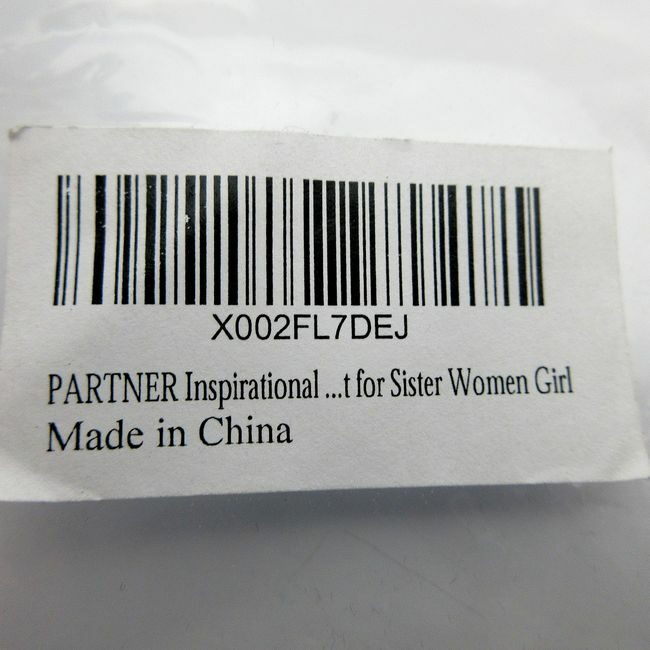 X002FL7DEJ
PARTNER Inspirational ...t for Sister Women Girl
Made in China